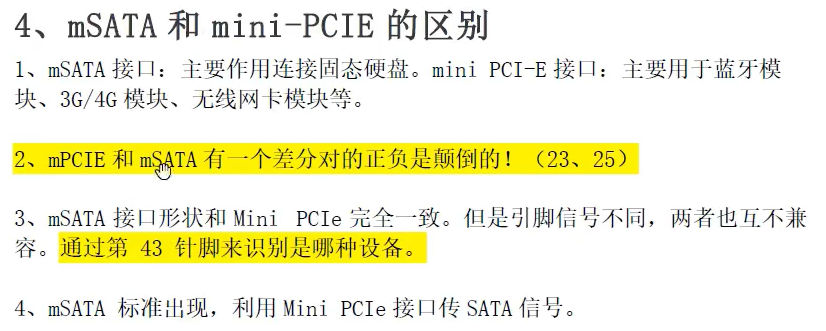 4、mSATA 和 mini-PCIE 的区别
1、mSATA 接口：主要作用连接固态硬盘。mini PCI-E 接口：主要用于蓝牙模
块、3G/4G 模块、无线网卡模块等。
2、mPCIE 和 mSATA 有一个差分对的正负是颠倒的！（23、25）
3、mSATA 接口形状和 Mini PCIe 完全一致。但是引脚信号不同，两者也互不兼
容。通过第 43 针脚来识别是哪种设备。
4、mSATA 标准出现，利用 Mini PCIe 接口传 SATA 信号。